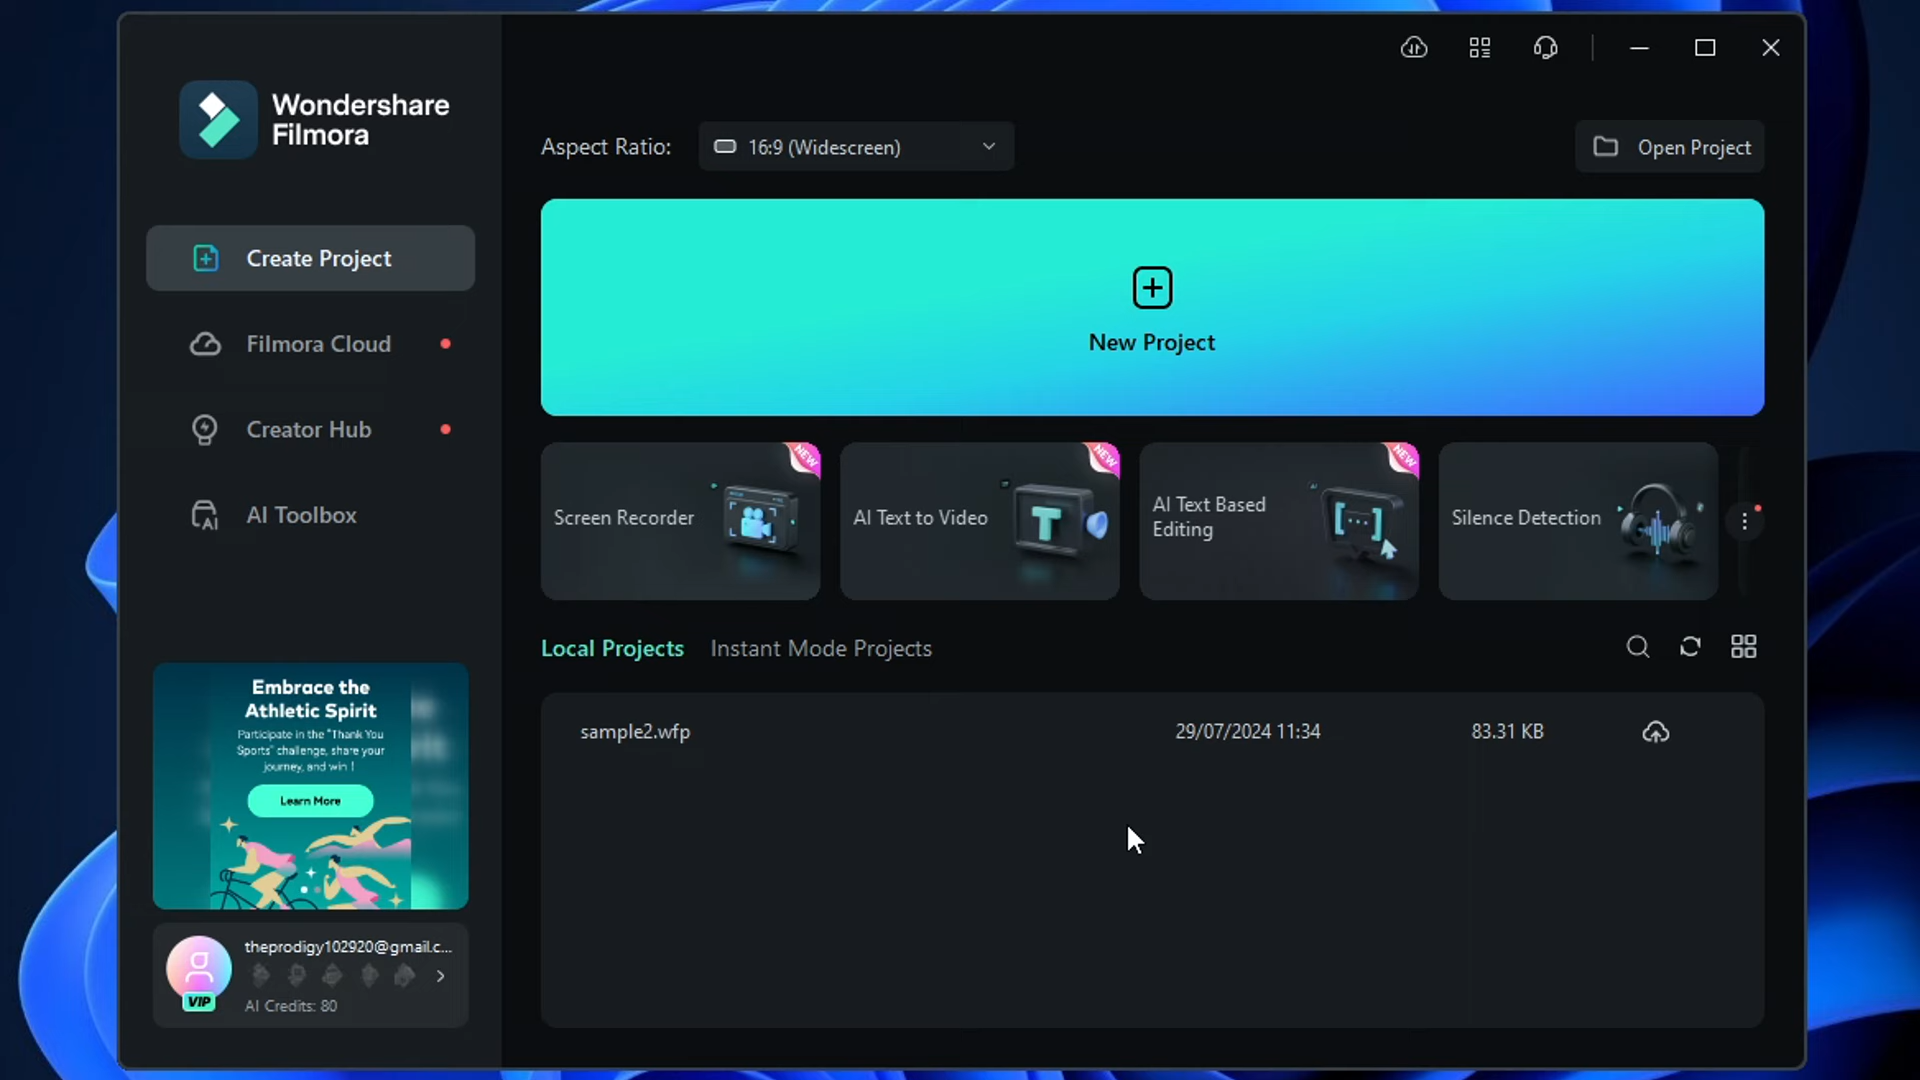 Wondershare
Filmora
Create Project
Filmora Cloud
Creator Hub
AI Toolbox
Embrace the
Athletic Spirit
Participate in the "Thank You
Sports" challenge, share your
journey, and win !
Learn More
theprodigy102920@gmail.c...
VIP
AI Credits: 80
Aspect Ratio:
16:9 (Widescreen)
Open Project
New Project
Screen Recorder
NEW
AI Text to Video
NEW
AI Text Based
Editing
NEW
Silence Detection
Local Projects
Instant Mode Projects
sample2.wfp
29/07/2024 11:34
83.31 KB